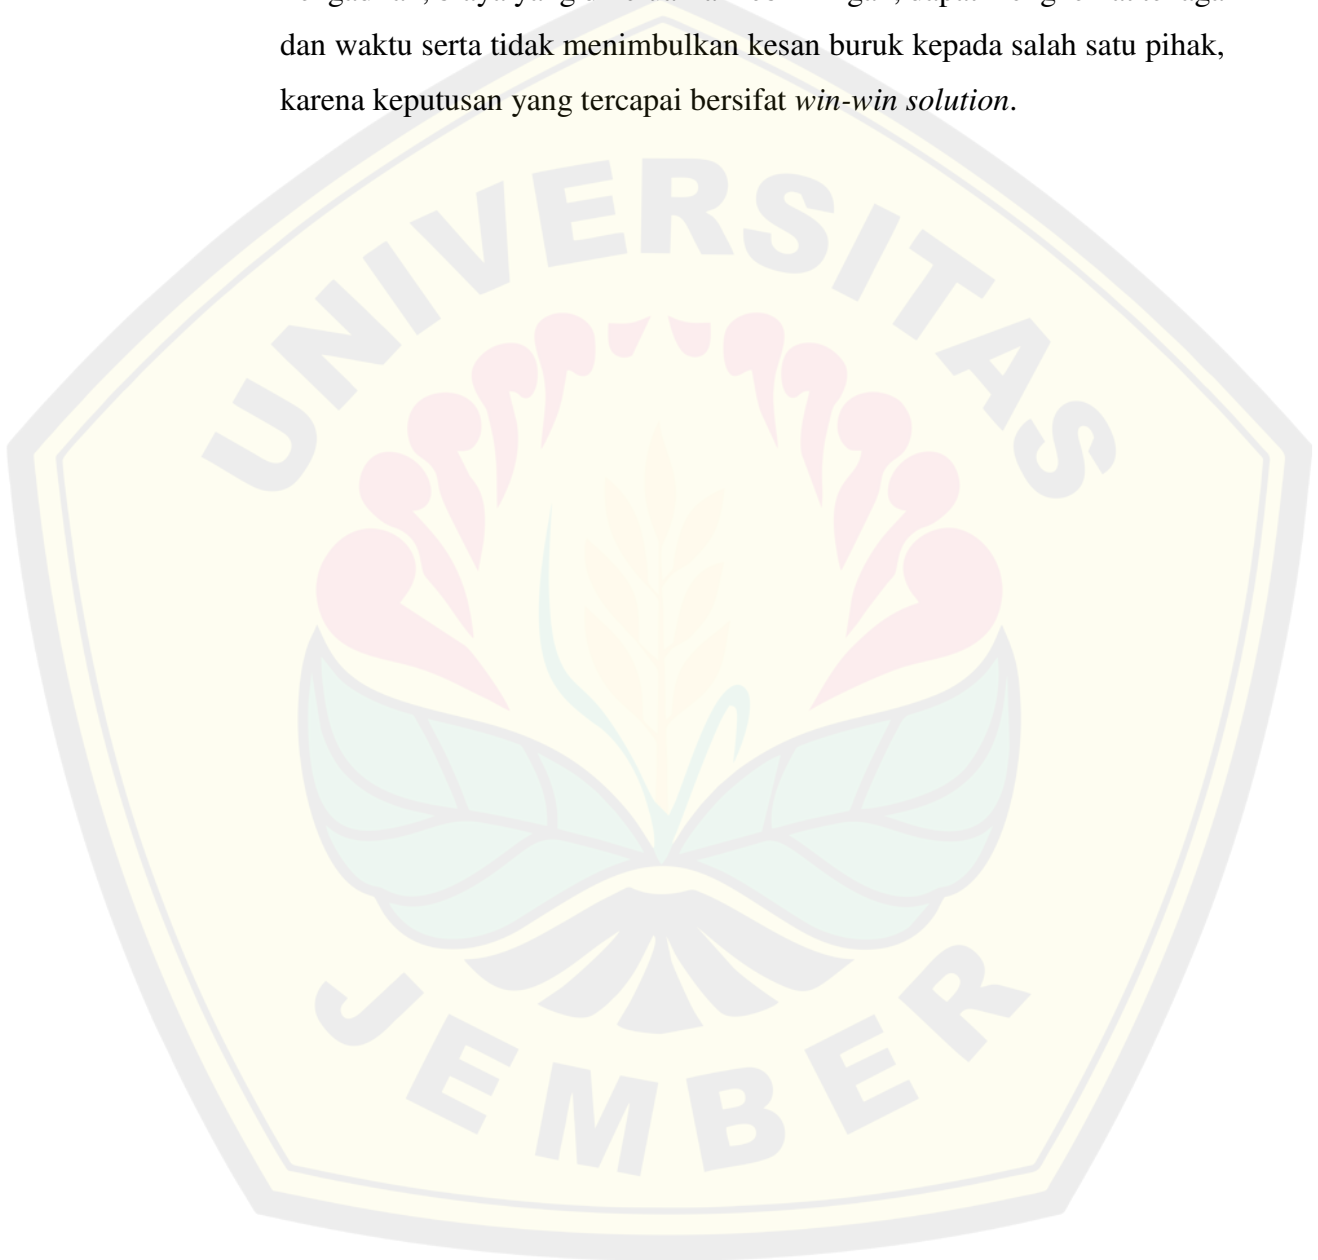 dan waktu serta tidak menimbulkan kesan buruk kepada salah satu pihak,
karena keputusan yang tercapai bersifat win-win solution.
UNIVERSITAS
JEMBER